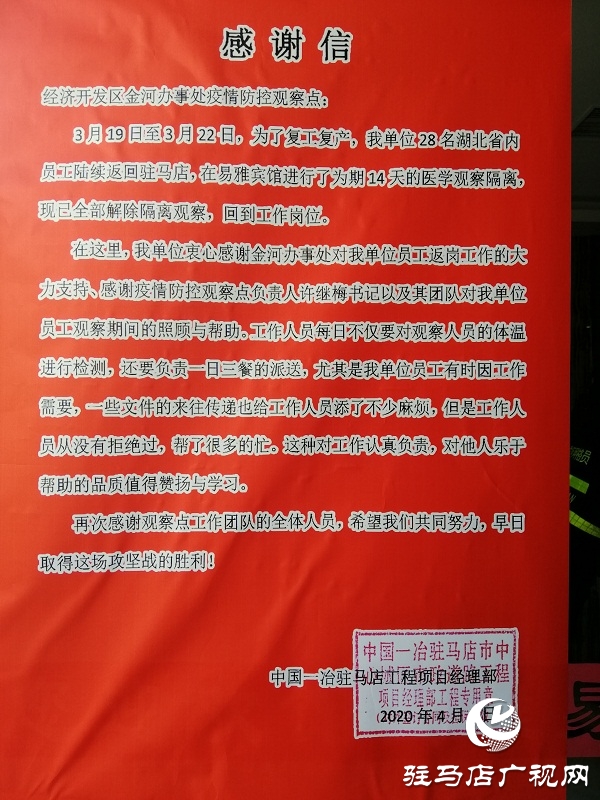 感谢信
经济开发区金河办事处疫情防控观察点：
3月19日至3月22日，为了复工复产，我单位28名湖北省内
员工陆续返回驻马店，在易雅宾馆进行了为期14天的医学观察隔离，
现已全部解除隔离观察，回到工作岗位。
在这里，我单位衷心感谢金河办事处对我单位员工返岗工作的大
力支持、感谢疫情防控观察点负责人许继梅书记以及其团队对我单位
员工观察期间的照顾与帮助。工作人员每日不仅要对观察人员的体温
进行检测，还要负责一日三餐的派送，尤其是我单位员工有时因工作
需要，一些文件的来往传递也给工作人员添了不少麻烦，但是工作人
员从没有拒绝过，帮了很多的忙。这种对工作认真负责，对他人乐于
帮助的品质值得赞扬与学习。
再次感谢观察点工作团队的全体人员，希望我们共同努力，早日
取得这场攻坚战的胜利！
中国一冶驻马店市中
工程
中国一冶驻马店工程项目经理部
项目经理部工程专用章
2020年4月 日
易
驻马店广视网